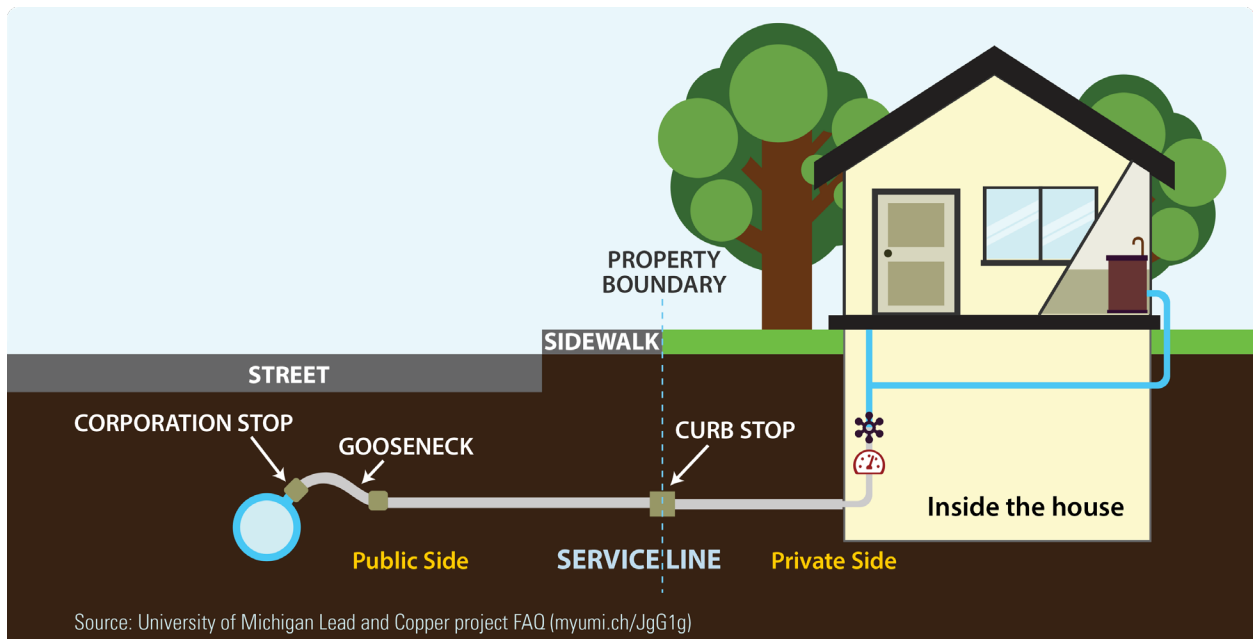 PROPERTY
BOUNDARY
SIDEWALK
STREET
CORPORATION STOP
GOOSENECK
CURB STOP
Inside the house
Public Side
SERVICE LINE
Private Side
Source: University of Michigan Lead and Copper project FAQ (myumi.ch/JgG1g)